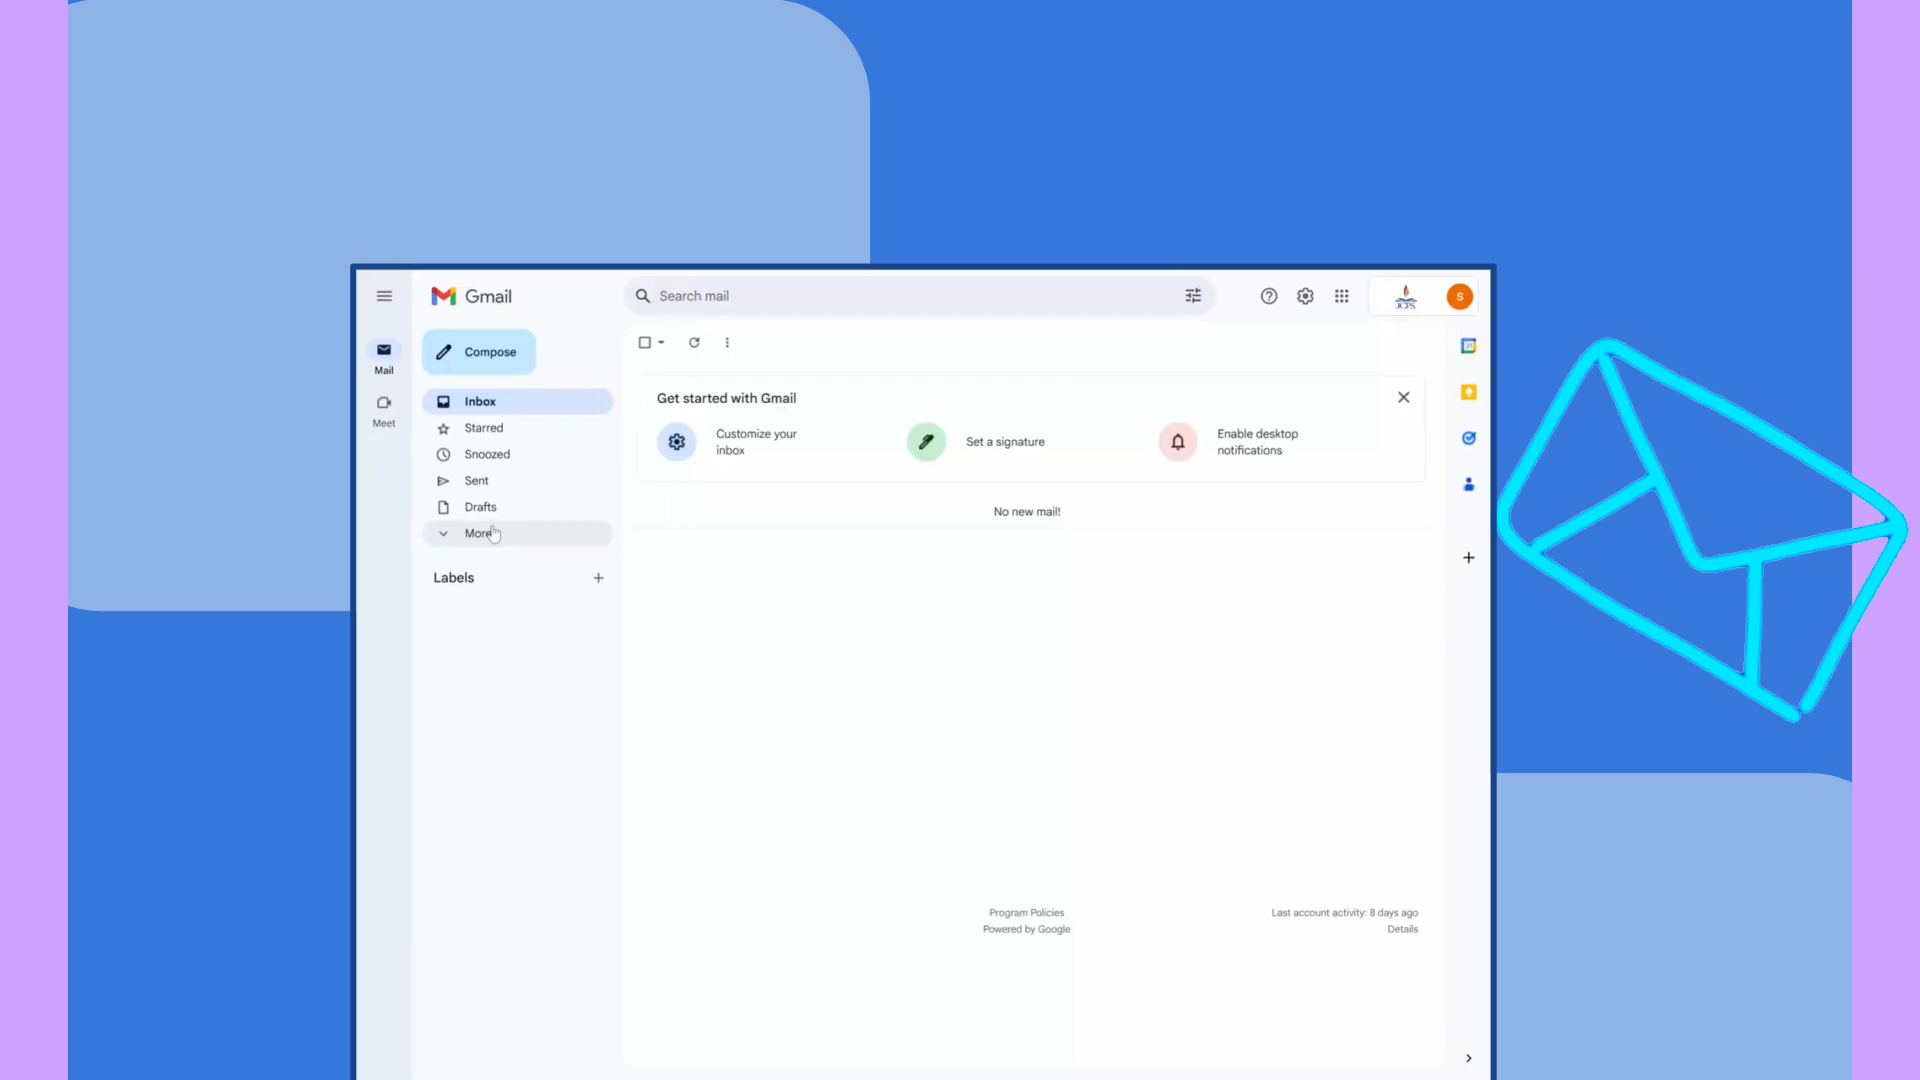 Gmail
Search mail
JCPS
S
Compose
Mail
Meet
Inbox
Starred
Snoozed
Sent
Drafts
More
Labels
Get started with Gmail
Customize your
inbox
Set a signature
Enable desktop
notifications
No new mail!
31
Program Policies
Powered by Google
Last account activity: 8 days ago
Details